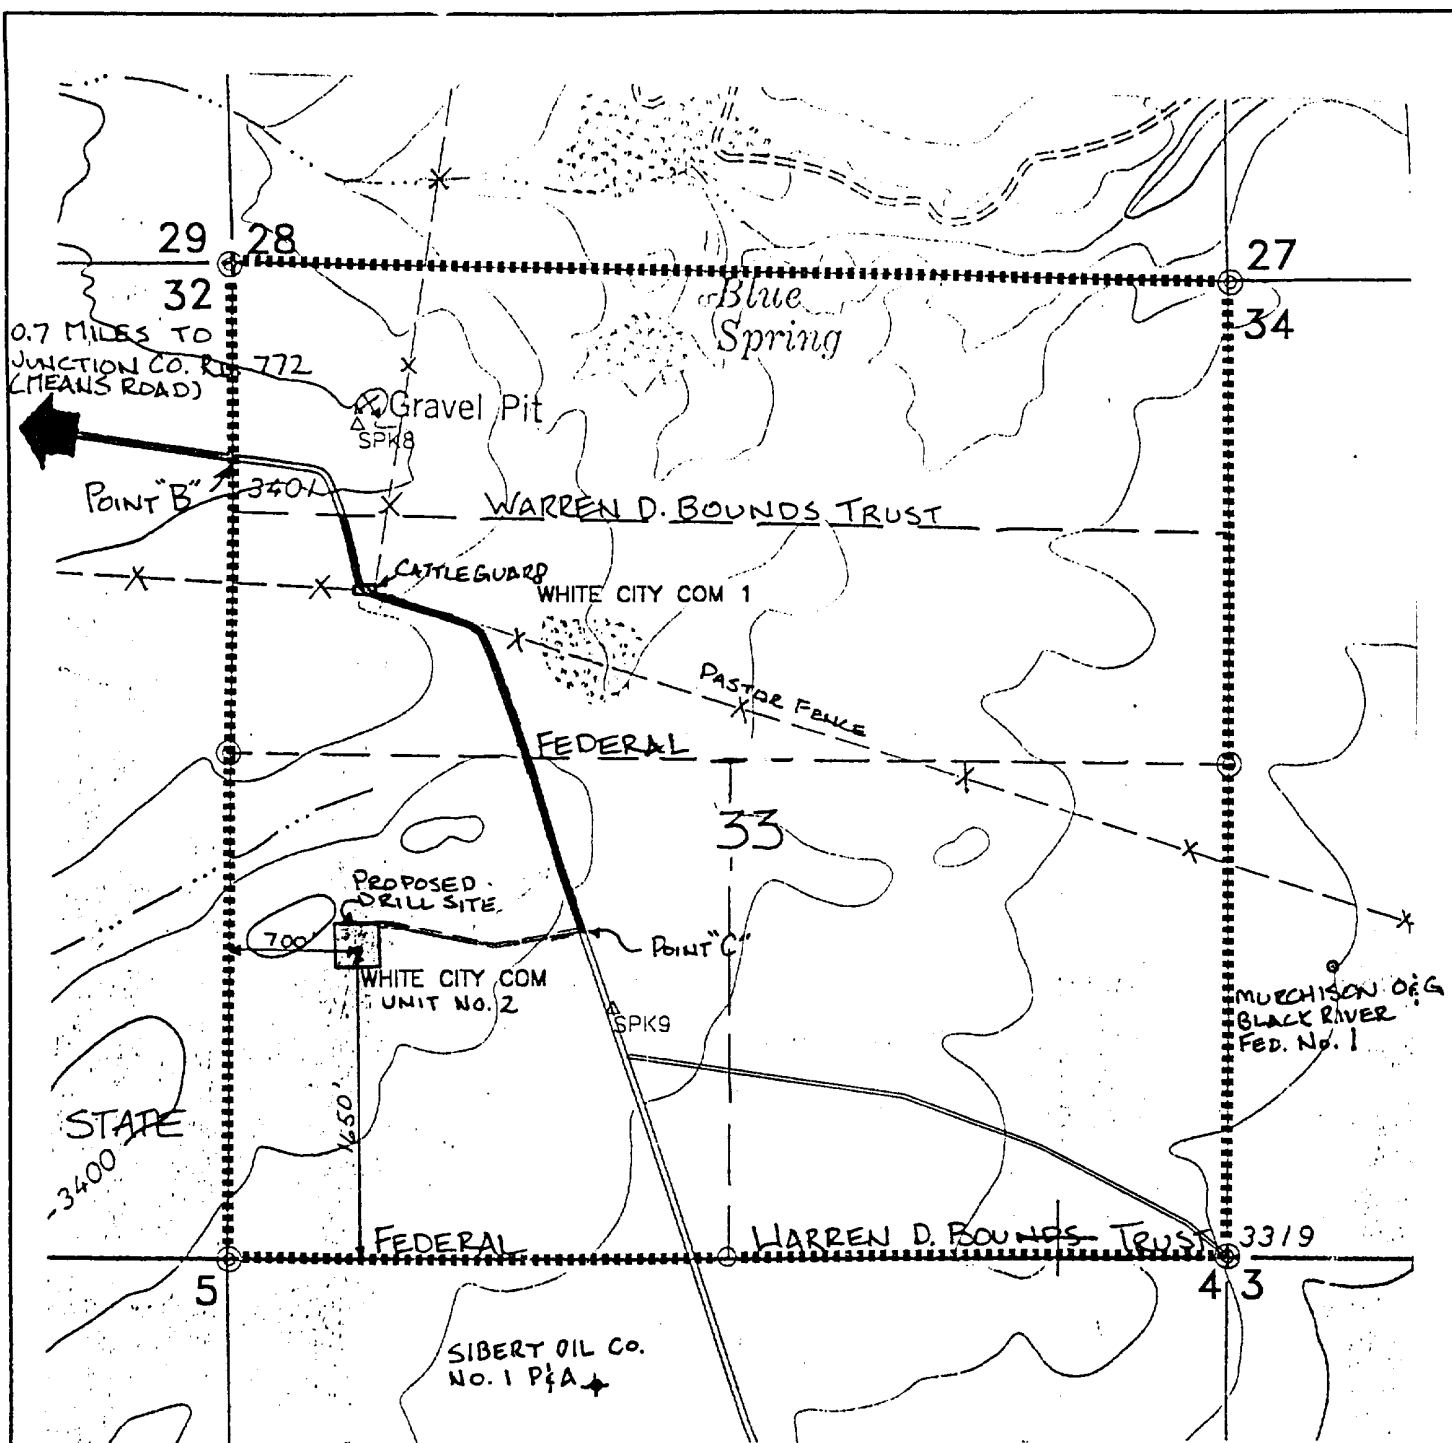 29 28
27
32
34
Blue
Spring
0.7 MILES TO
JUNCTION CO. RD. 772
(MEANS ROAD)
Gravel Pit
SPK8
POINT "B"
3401
WARREN D. BOUNDS TRUST
CATTLEGUARD
WHITE CITY COM 1
PASTOR FENCE
FEDERAL
33
PROPOSED
DRILL SITE
700
POINT "C"
WHITE CITY COM
UNIT NO. 2
SPK9
MURCHISON O&G
BLACK RIVER
FED. No. 1
1650'
STATE
3400
FEDERAL
WARREN D. BOUNDS TRUST
3319
5
4 3
SIBERT OIL CO.
NO. 1 P&A